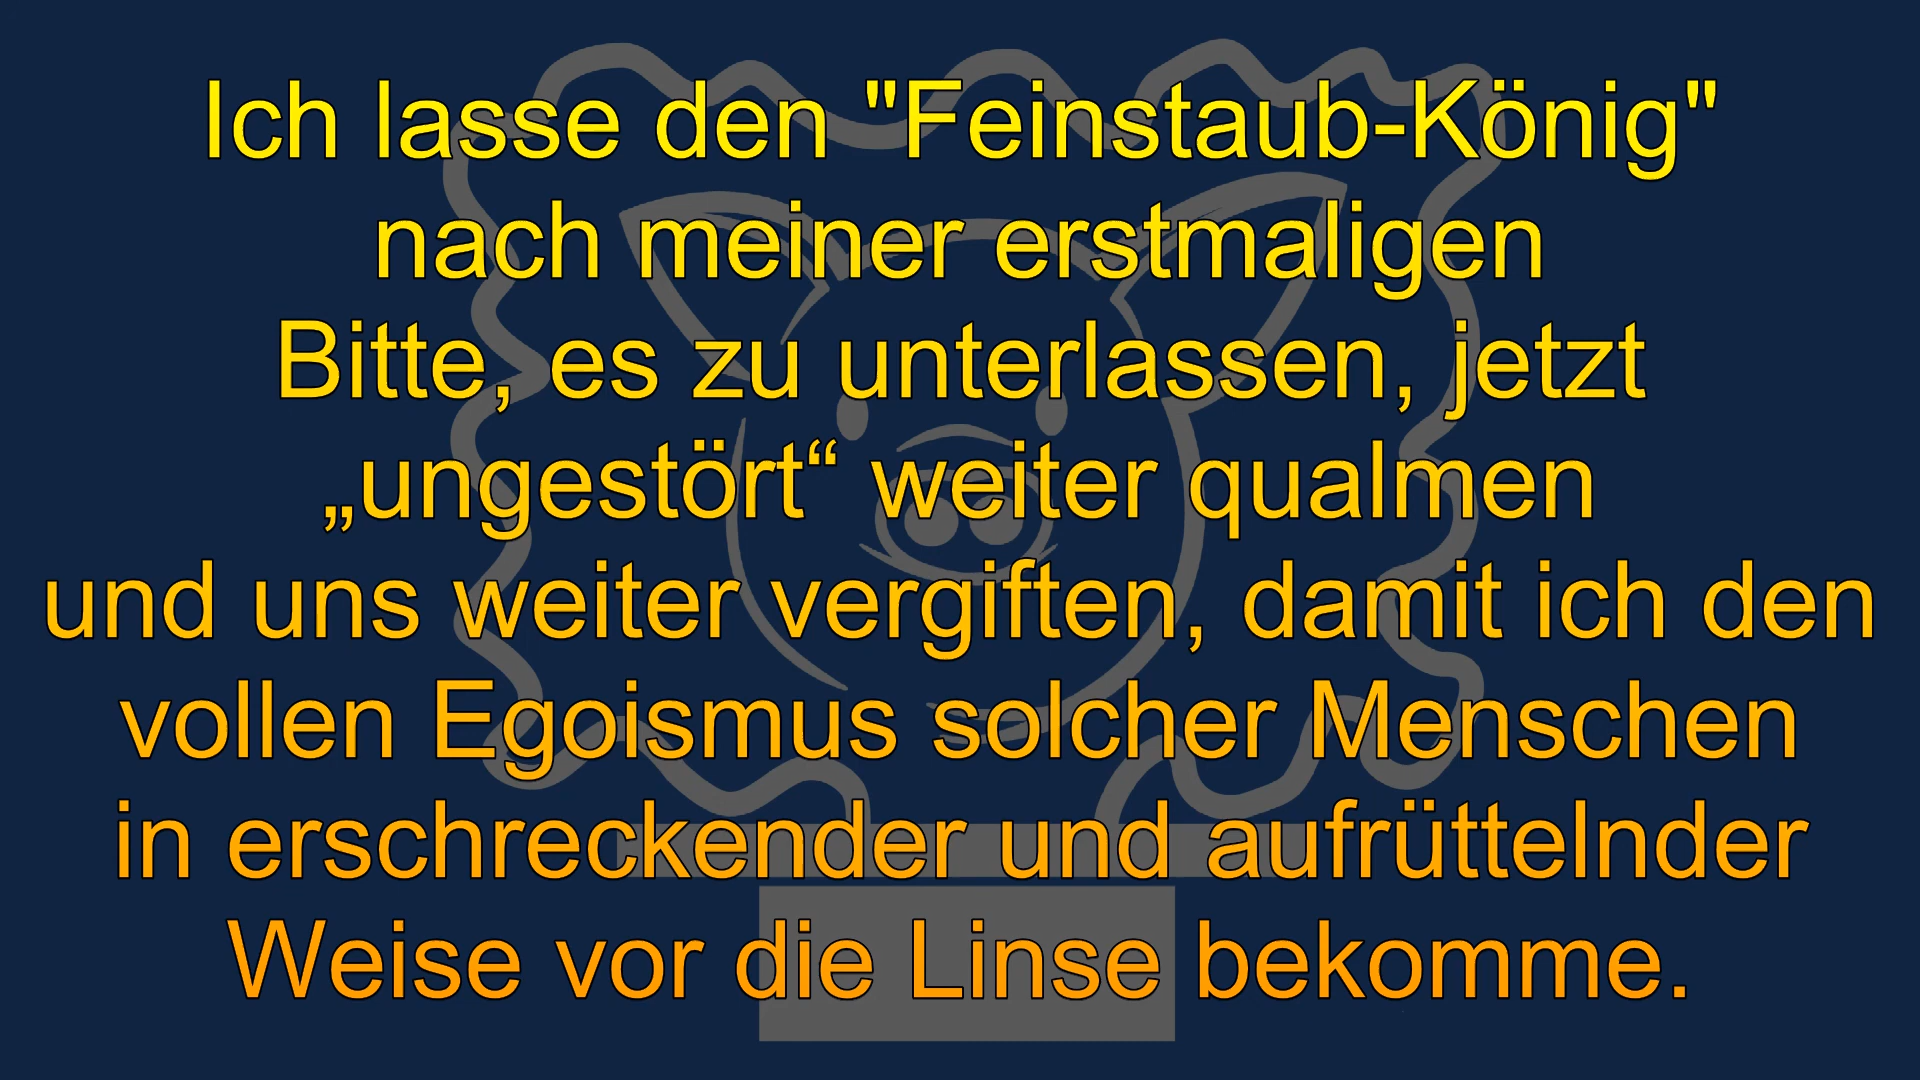 Ich lasse den "Feinstaub-König"
nach meiner erstmaligen
Bitte, es zu unterlassen, jetzt
„ungestört“ weiter qualmen
und uns weiter vergiften, damit ich den
vollen Egoismus solcher Menschen
in erschreckender und aufrüttelnder
Weise vor die Linse bekomme.